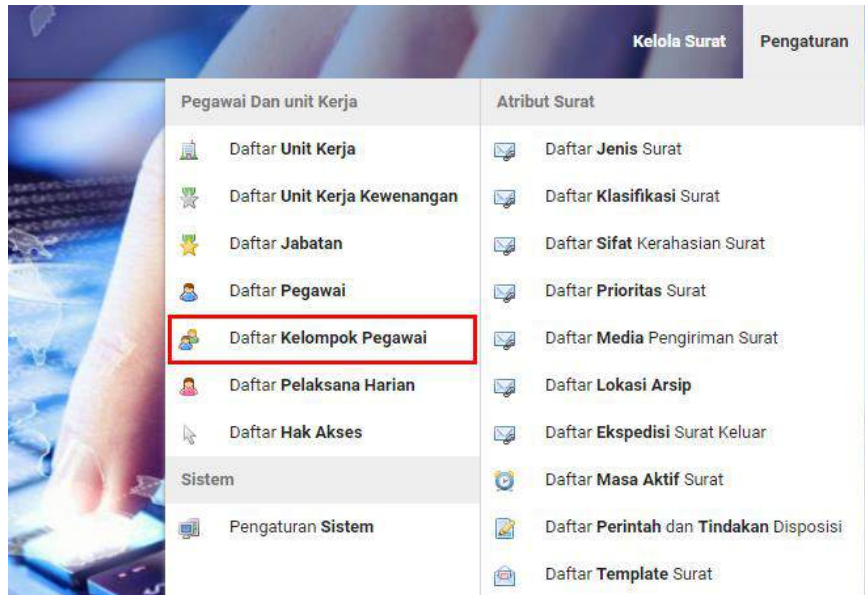 Kelola Surat
Pengaturan
Pegawai Dan unit Kerja
Daftar Unit Kerja
Daftar Unit Kerja Kewenangan
Daftar Jabatan
Daftar Pegawai
Daftar Kelompok Pegawai
Daftar Pelaksana Harian
Daftar Hak Akses
Sistem
Pengaturan Sistem
Atribut Surat
Daftar Jenis Surat
Daftar Klasifikasi Surat
Daftar Sifat Kerahasian Surat
Daftar Prioritas Surat
Daftar Media Pengiriman Surat
Daftar Lokasi Arsip
Daftar Ekspedisi Surat Keluar
Daftar Masa Aktif Surat
Daftar Perintah dan Tindakan Disposisi
Daftar Template Surat